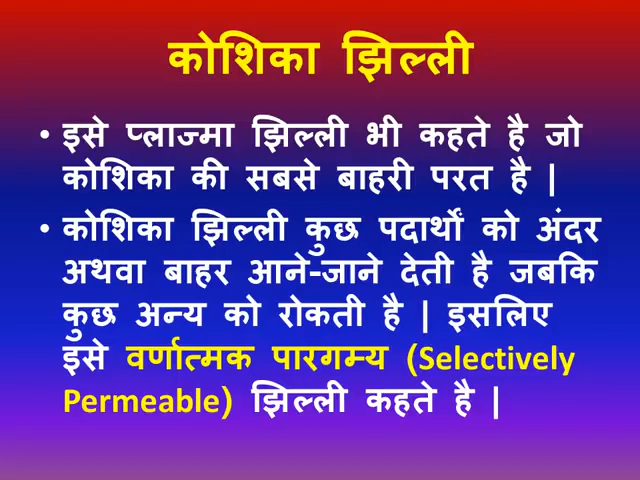 कोशिका झिल्ली
• इसे प्लाज्मा झिल्ली भी कहते है जो
कोशिका की सबसे बाहरी परत है |
• कोशिका झिल्ली कुछ पदार्थों को अंदर
अथवा बाहर आने-जाने देती है जबकि
कुछ अन्य को रोकती है | इसलिए
इसे वर्णात्मक पारगम्य (Selectively
Permeable) झिल्ली कहते है |